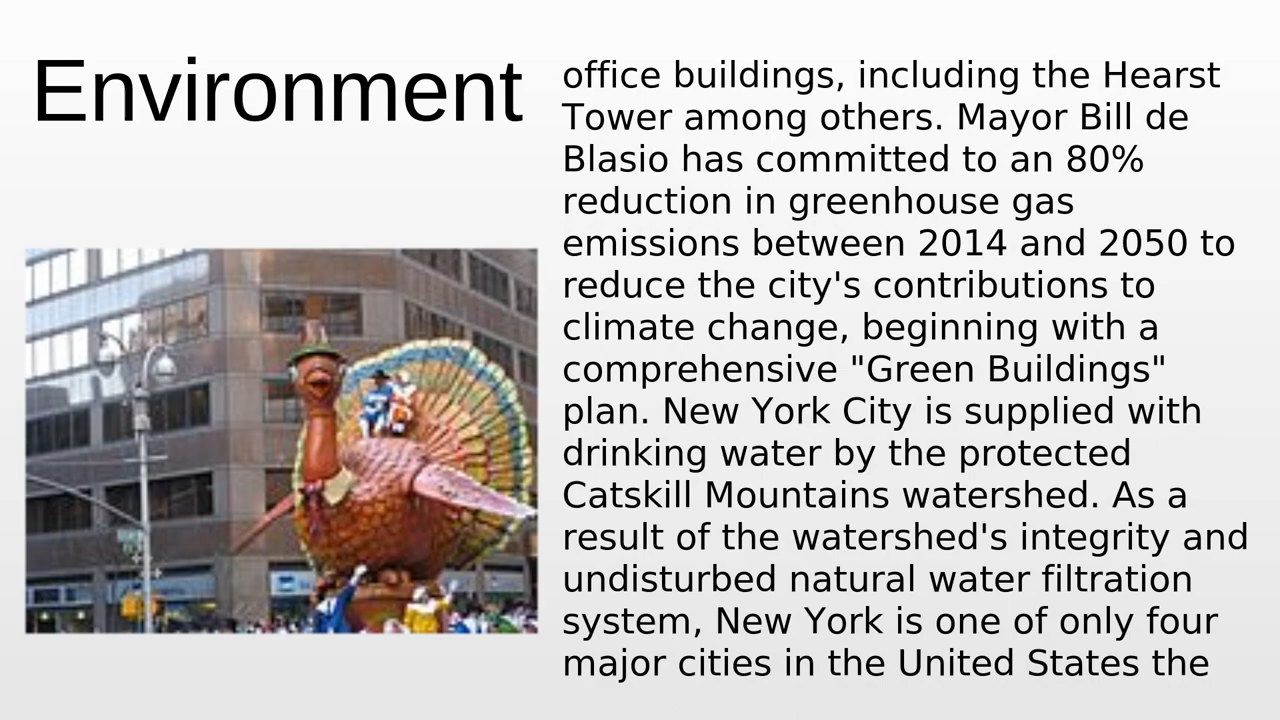 Environment
office buildings, including the Hearst
Tower among others. Mayor Bill de
Blasio has committed to an 80%
reduction in greenhouse gas
emissions between 2014 and 2050 to
reduce the city's contributions to
climate change, beginning with a
comprehensive "Green Buildings"
plan. New York City is supplied with
drinking water by the protected
Catskill Mountains watershed. As a
result of the watershed's integrity and
undisturbed natural water filtration
system, New York is one of only four
major cities in the United States the